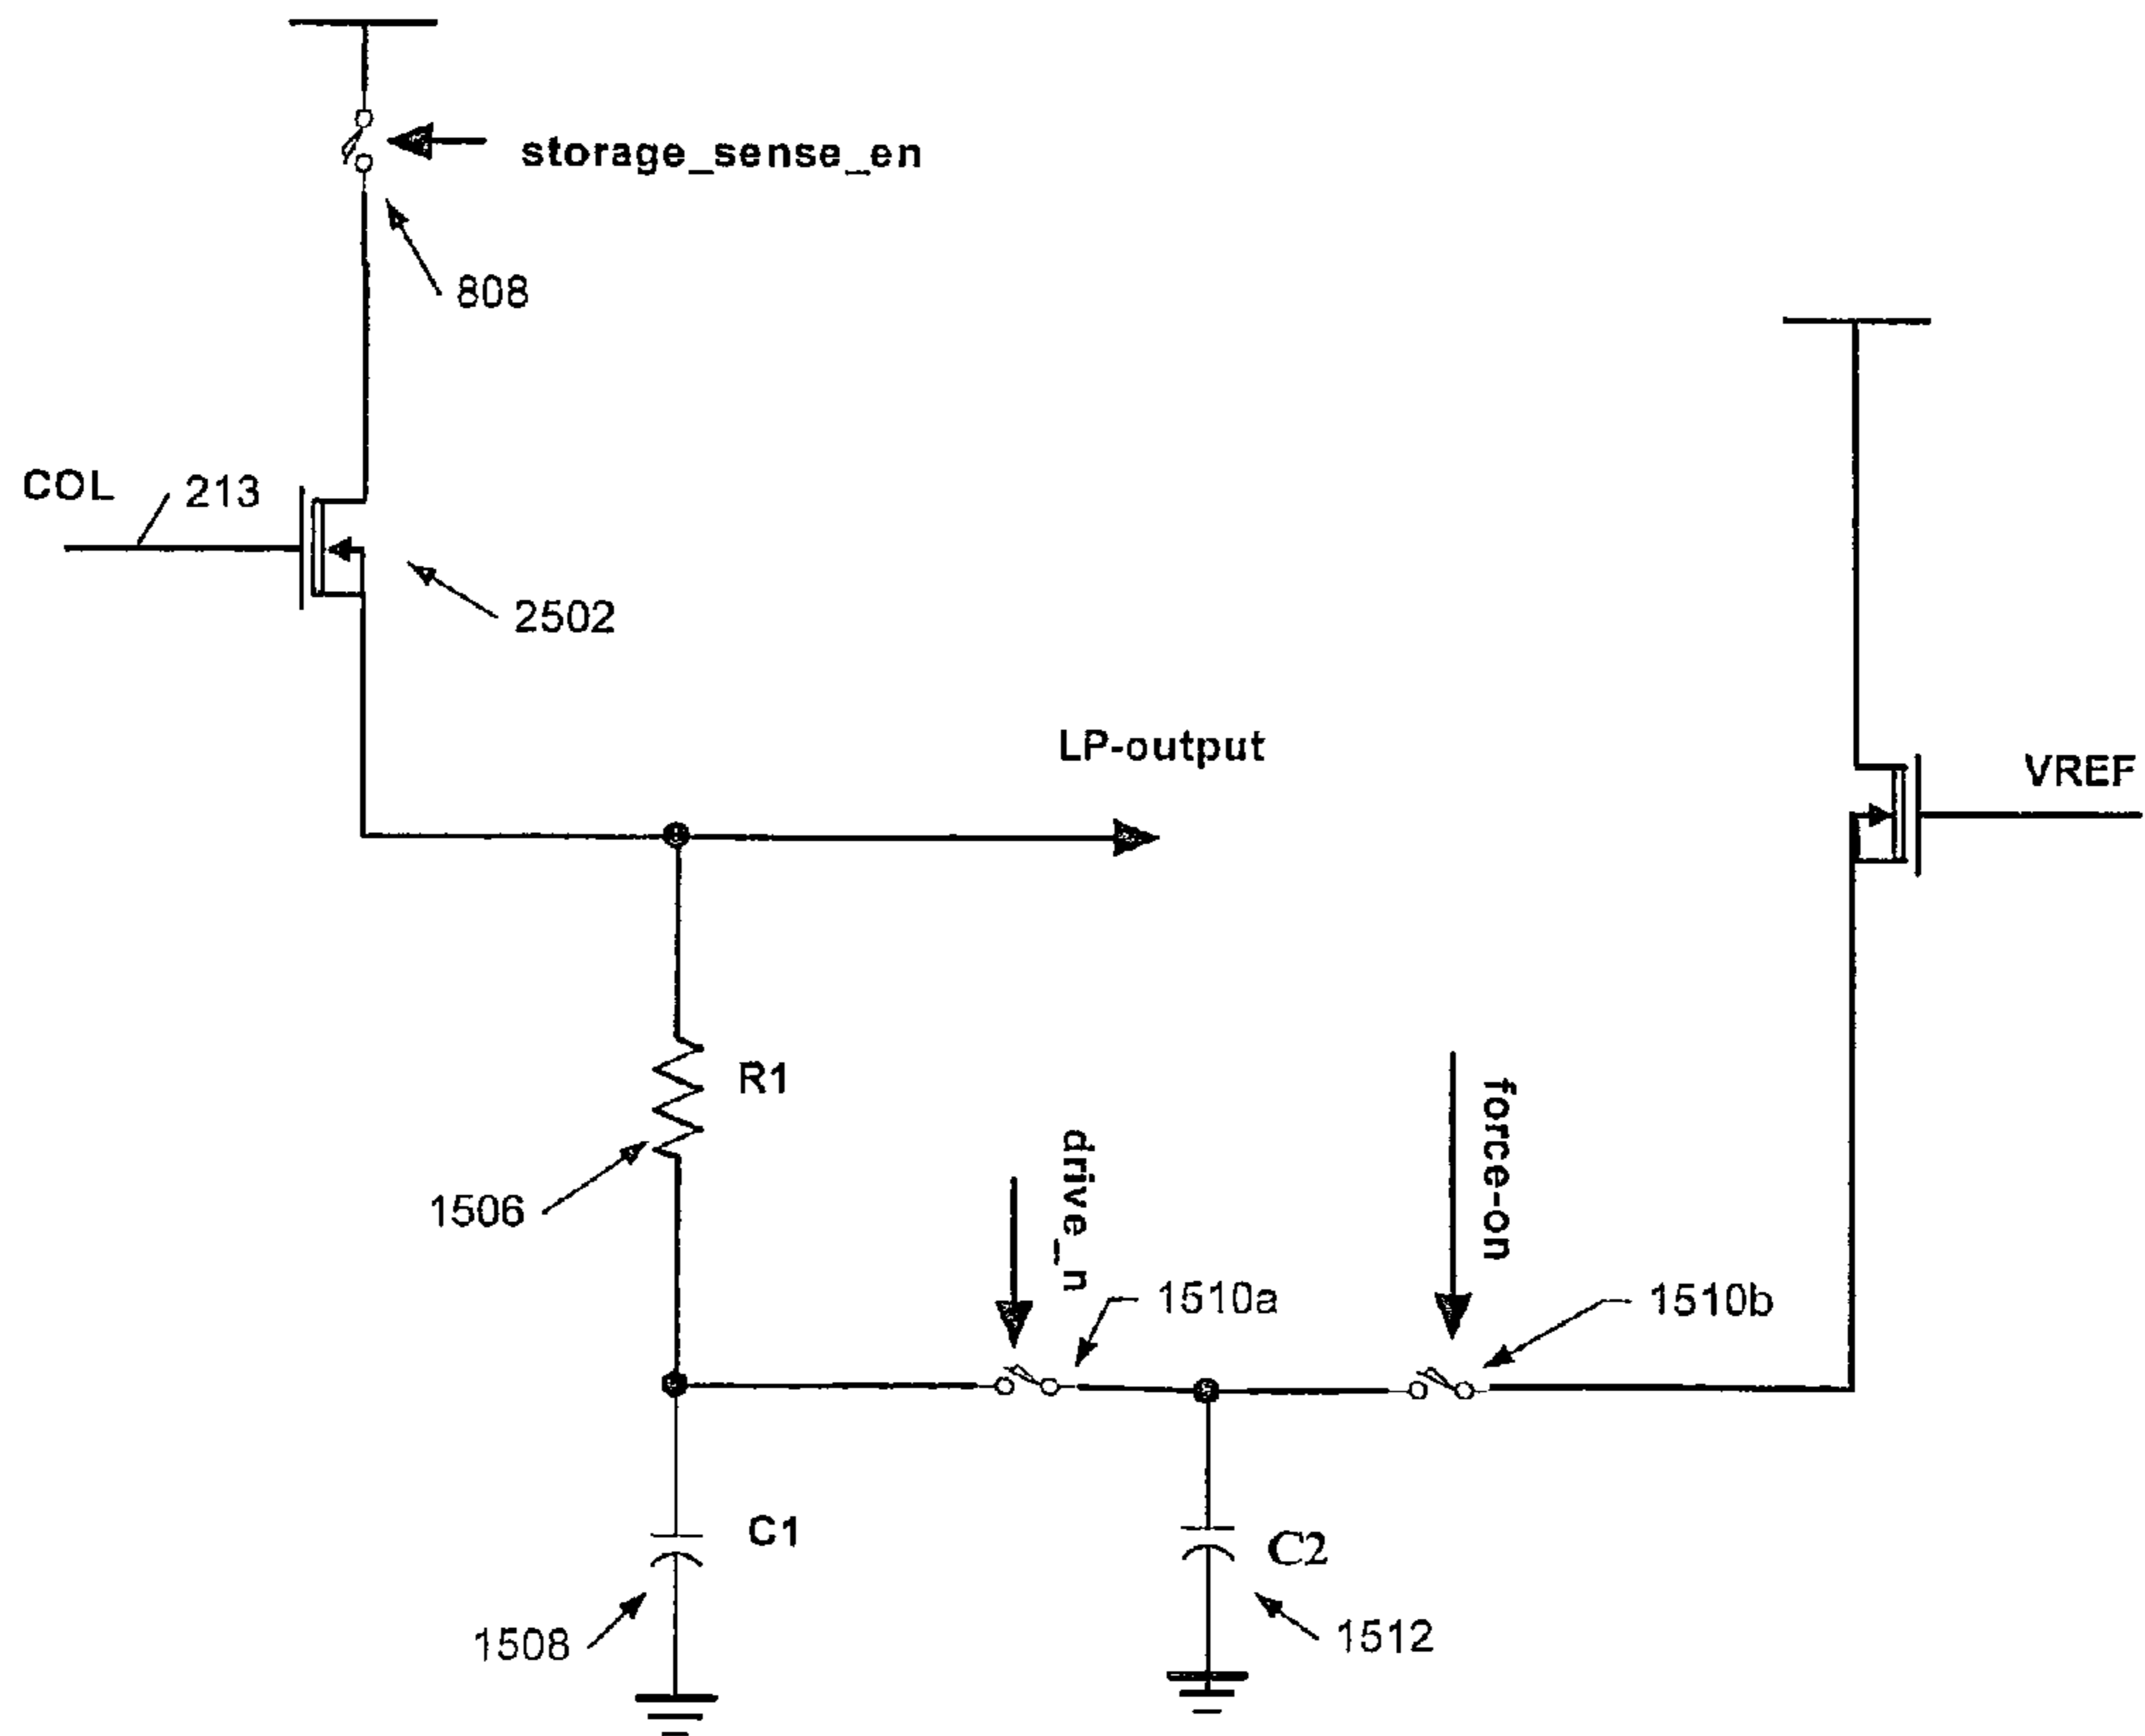 storage_sense_en
808
COL
213
2502
LP-output
VREF
R1
force-on
drive_n
1506
1510a
1510b
C1
C2
1508
1512